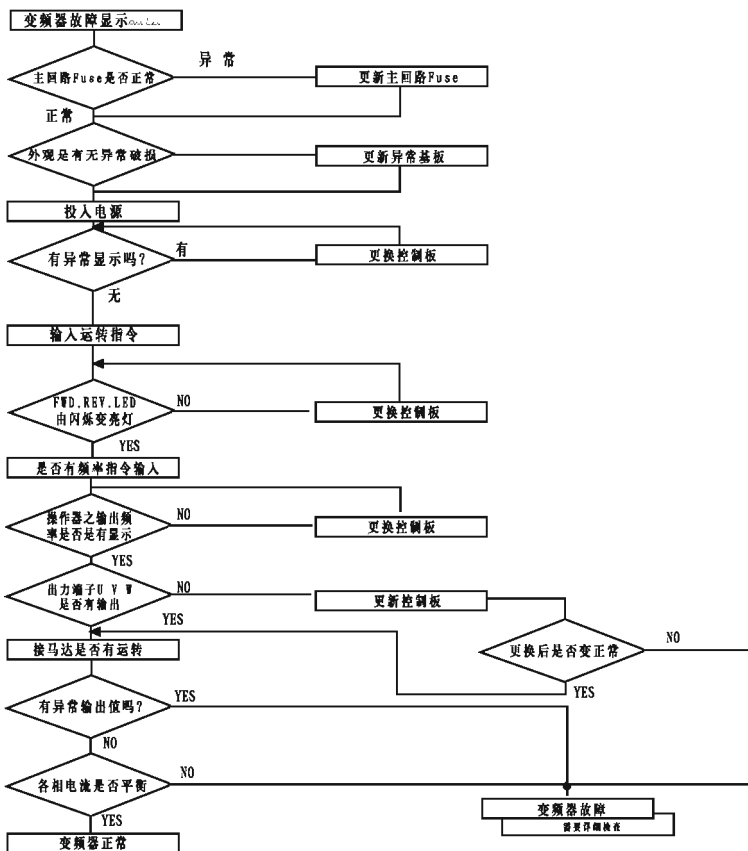 变频器故障显示
主回路Fuse是否正常
异 常
更新主回路Fuse
正常
外观是有无异常破损
更新异常基板
投入电源
有异常显示吗?
有
更换控制板
无
输入运转指令
FWD.REV.LED
由闪烁变亮灯
NO
更换控制板
YES
是否有频率指令输入
操作器之输出频
率是否是有显示
NO
更换控制板
YES
出力端子U V W
是否有输出
NO
更新控制板
YES
接马达是否有运转
更换后是否变正常
NO
YES
有异常输出值吗?
YES
NO
各相电流是否平衡
NO
变频器故障
需要详细检查
YES
变频器正常